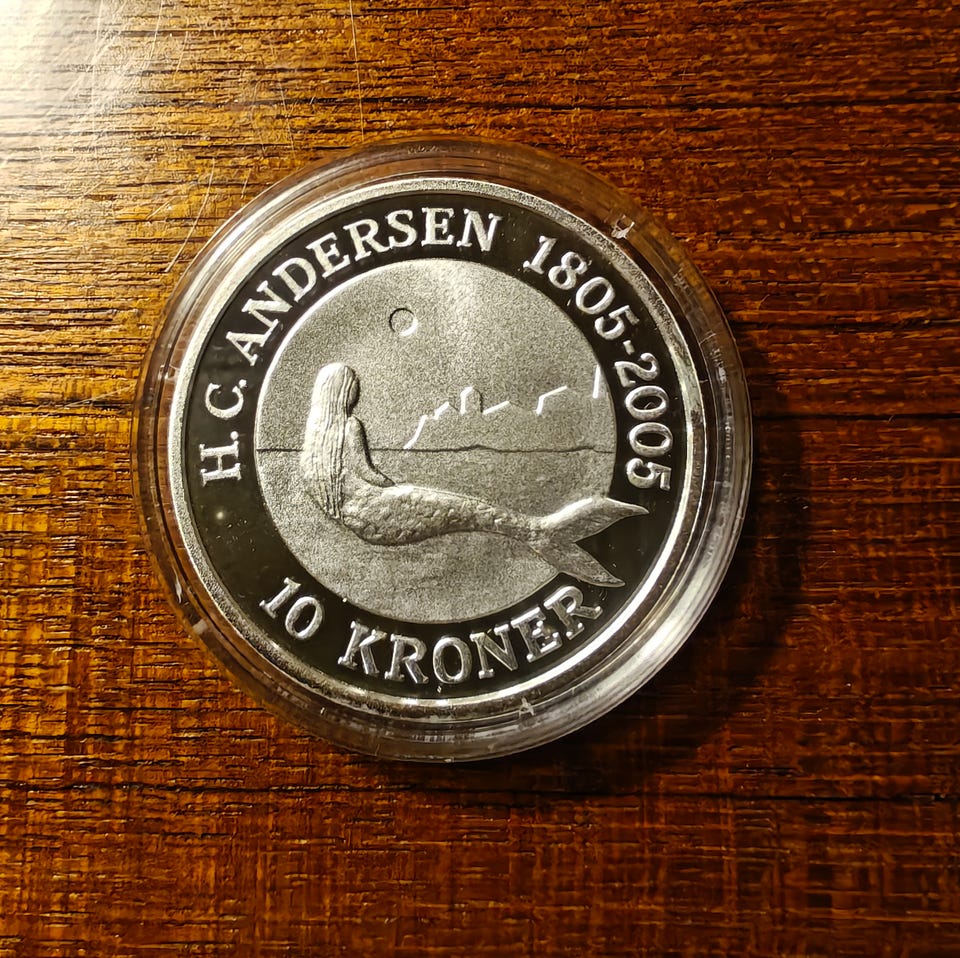 H.C. ANDERSEN 1805-2005
10 KRONER